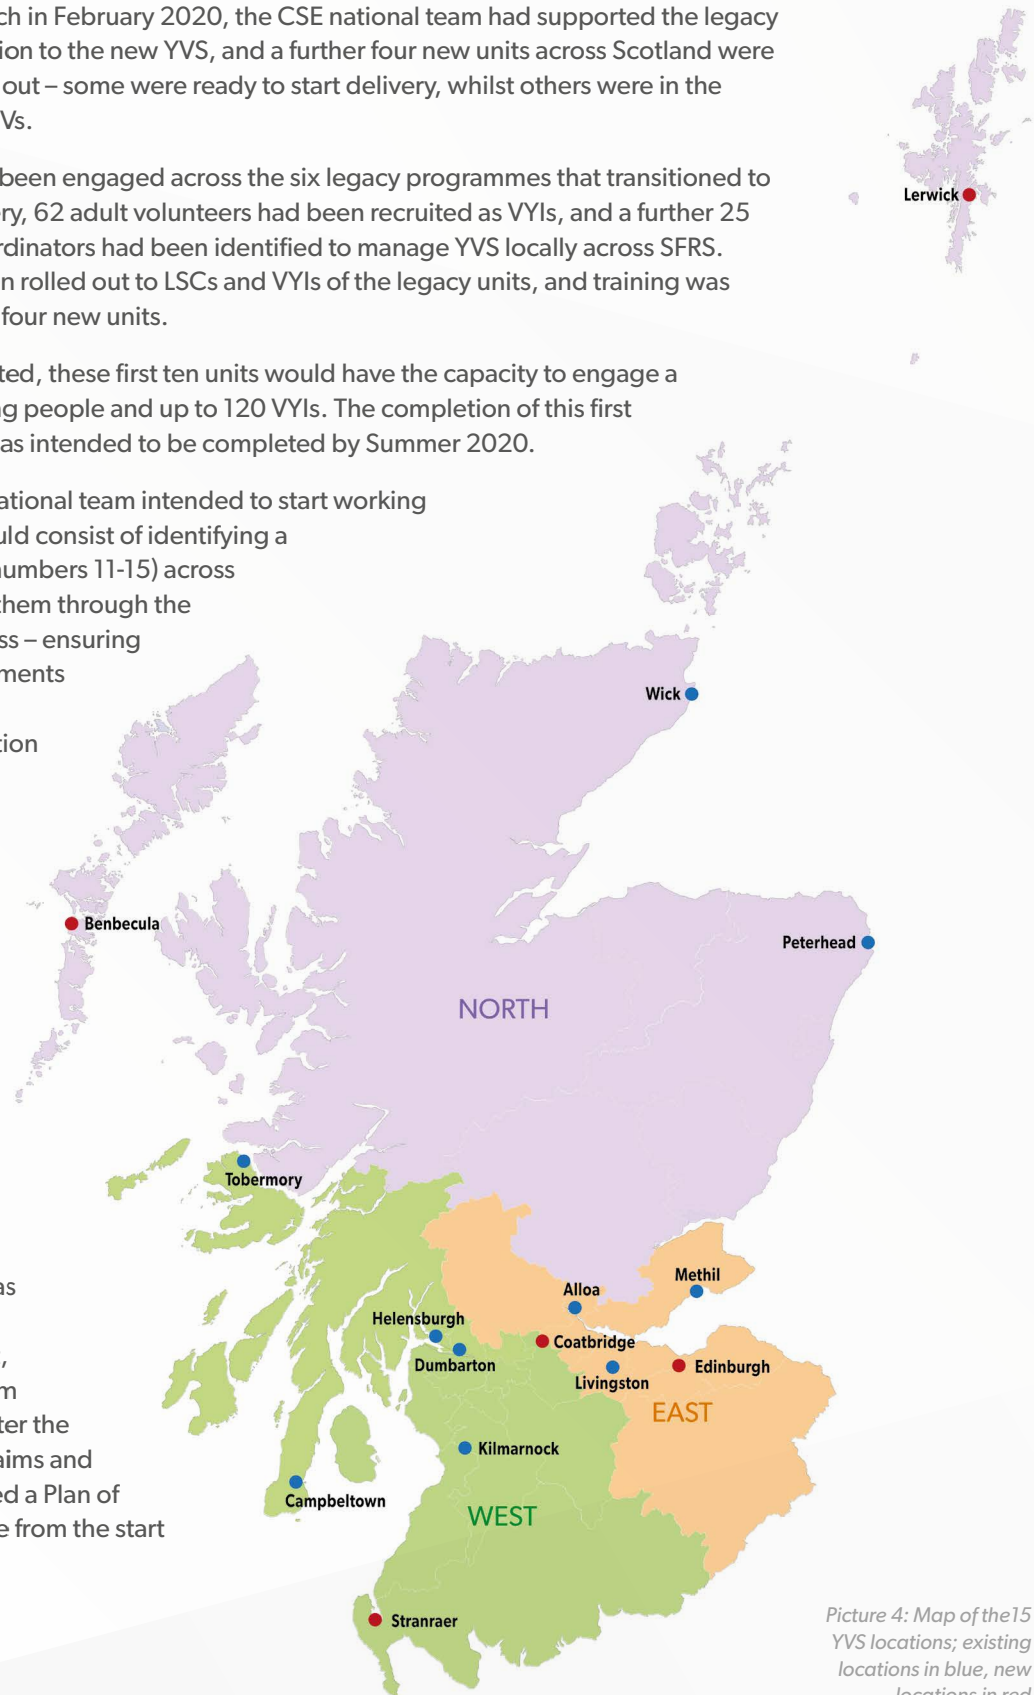 ch in February 2020, the CSE national team had supported the legacy
ion to the new YVS, and a further four new units across Scotland were
out – some were ready to start delivery, whilst others were in the
Vs.
been engaged across the six legacy programmes that transitioned to
ery, 62 adult volunteers had been recruited as VYIs, and a further 25
ordinators had been identified to manage YVS locally across SFRS.
n rolled out to LSCs and VYIs of the legacy units, and training was
four new units.
ted, these first ten units would have the capacity to engage a
ng people and up to 120 VYIs. The completion of this first
as intended to be completed by Summer 2020.
ational team intended to start working
uld consist of identifying a
numbers 11-15) across
them through the
ss – ensuring
ments
tion
Lerwick
Wick
Benbecula
Peterhead
NORTH
Tobermory
Methil
Alloa
Helensburgh
Coatbridge
Dumbarton
Edinburgh
Livingston
EAST
Kilmarnock
Campbeltown
WEST
Stranraer
as
,
m
ter the
aims and
ed a Plan of
e from the start
Picture 4: Map of the15
YVS locations; existing
locations in blue, new
locations in red